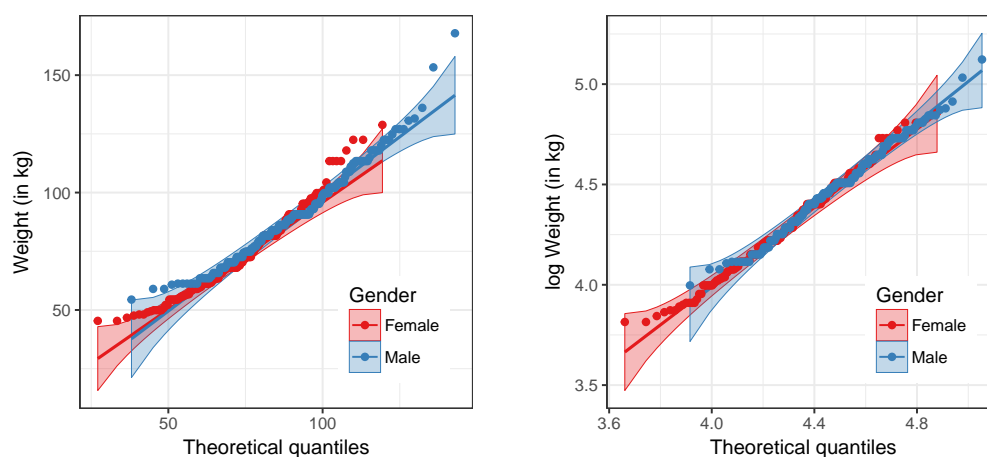 150
100
50
Weight (in kg)
50
100
Theoretical quantiles
Gender
Female
Male
5.0
4.5
4.0
3.5
log Weight (in kg)
3.6
4.0
4.4
4.8
Theoretical quantiles
Gender
Female
Male